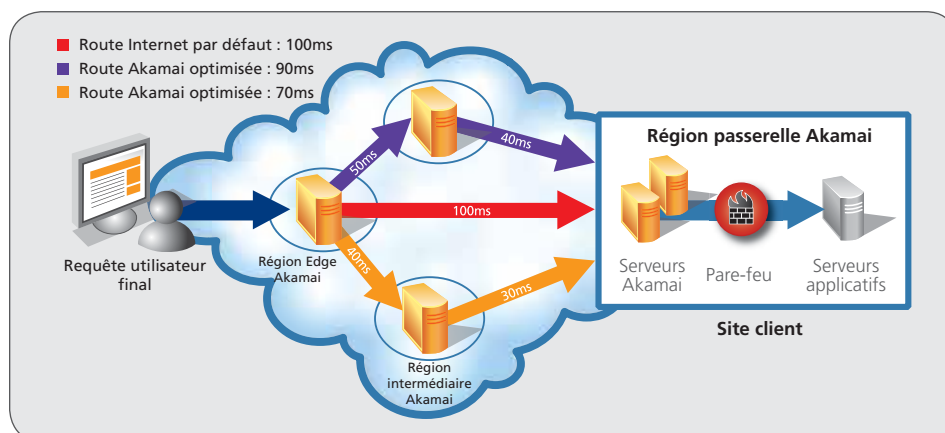 Route Internet par défaut : 100ms
Route Akamai optimisée : 90ms
Route Akamai optimisée : 70ms
Région passerelle Akamai
50ms
40ms
100ms
40ms
30ms
Requête utilisateur
final
Région Edge
Akamai
Région
intermédiaire
Akamai
Serveurs
Akamai
Pare-feu
Serveurs
applicatifs
Site client